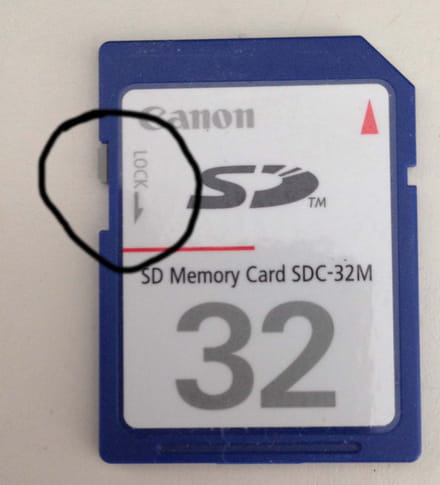 Canon
LOCK
SD
TM
SD Memory Card SDC-32M
32